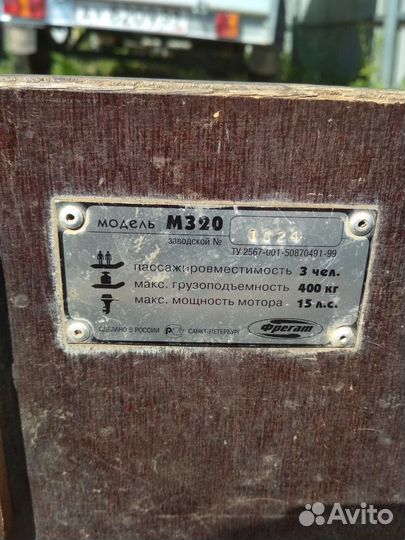 модель М320
заводской № 1624
ТУ 2567-001-50870491-99
пассажировместимость 3 чел.
макс. грузоподъемность 400 кг
макс. мощность мотора 15 л.с.
СДЕЛАНО В РОССИИ САНКТ-ПЕТЕРБУРГ
Фрегат
Avito